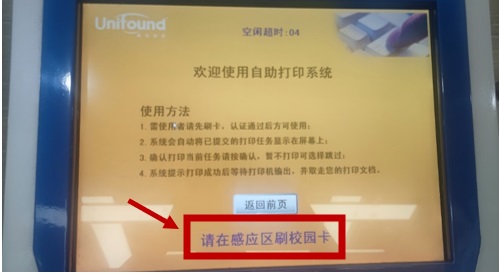 Unifound
空闲超时:04
欢迎使用自助打印系统
使用方法
1. 需使用者请先刷卡、认证通过后方可使用;
2. 系统会自动将已提交的打印任务显示在屏幕上;
3. 确认打印当前任务请按确认, 暂不打印可选择跳过;
4. 系统提示打印成功后等待打印机输出, 并取走您的打印文档。
返回前页
请在感应区刷校园卡